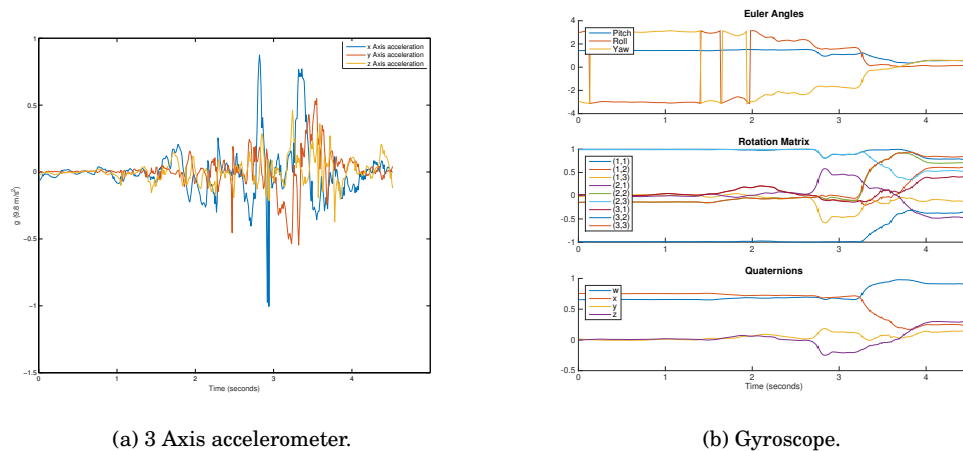 x Axis acceleration
y Axis acceleration
z Axis acceleration
1
0.5
0
-0.5
-1
-1.5
g (9.8 m/s²)
0 1 2 3 4
Time (seconds)
(a) 3 Axis accelerometer.
Euler Angles
4
2
0
-2
-4
Pitch
Roll
Yaw
0 1 2 3 4
Rotation Matrix
1
0.5
0
-0.5
-1
(1,1)
(1,2)
(1,3)
(2,1)
(2,2)
(2,3)
(3,1)
(3,2)
(3,3)
0 1 2 3 4
Quaternions
1
0.5
0
-0.5
w
x
y
z
0 1 2 3 4
Time (seconds)
(b) Gyroscope.